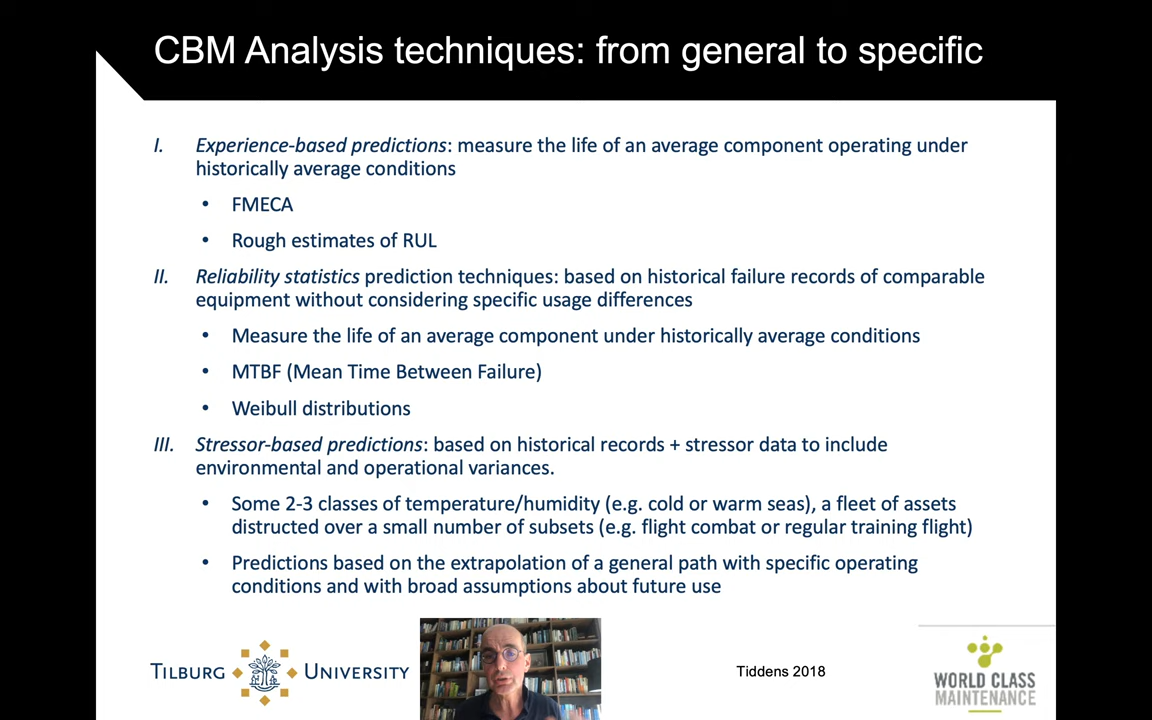 CBM Analysis techniques: from general to specific
I. Experience-based predictions: measure the life of an average component operating under
historically average conditions
• FMECA
• Rough estimates of RUL
II. Reliability statistics prediction techniques: based on historical failure records of comparable
equipment without considering specific usage differences
• Measure the life of an average component under historically average conditions
• MTBF (Mean Time Between Failure)
• Weibull distributions
III. Stressor-based predictions: based on historical records + stressor data to include
environmental and operational variances.
• Some 2-3 classes of temperature/humidity (e.g. cold or warm seas), a fleet of assets
distructed over a small number of subsets (e.g. flight combat or regular training flight)
• Predictions based on the extrapolation of a general path with specific operating
conditions and with broad assumptions about future use
TILBURG UNIVERSITY
Tiddens 2018
WORLD CLASS
MAINTENANCE